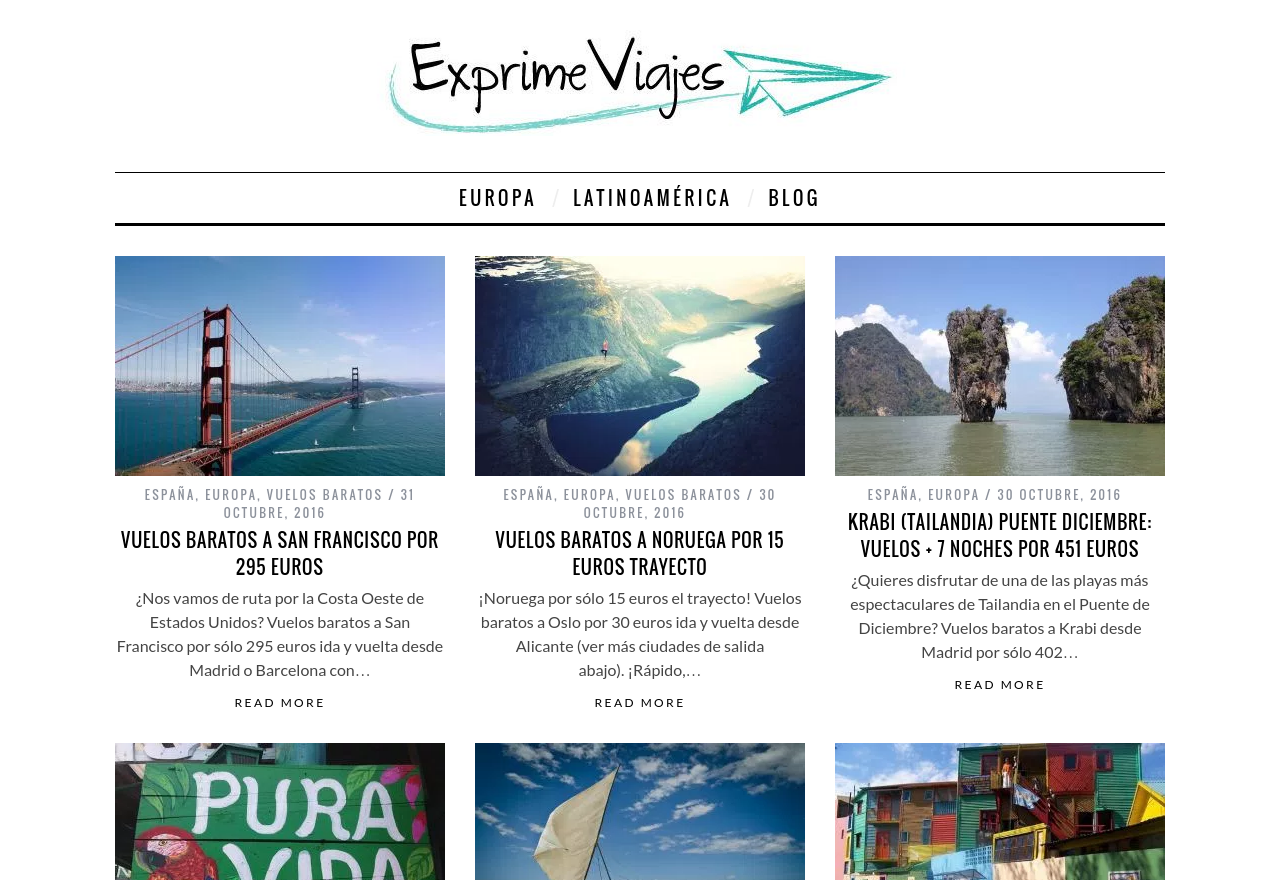 Exprime Viajes
EUROPA / LATINOAMÉRICA / BLOG
ESPAÑA, EUROPA, VUELOS BARATOS / 31
OCTUBRE, 2016
VUELOS BARATOS A SAN FRANCISCO POR
295 EUROS
¿Nos vamos de ruta por la Costa Oeste de
Estados Unidos? Vuelos baratos a San
Francisco por sólo 295 euros ida y vuelta desde
Madrid o Barcelona con…
READ MORE
ESPAÑA, EUROPA, VUELOS BARATOS / 30
OCTUBRE, 2016
VUELOS BARATOS A NORUEGA POR 15
EUROS TRAYECTO
¡Noruega por sólo 15 euros el trayecto! Vuelos
baratos a Oslo por 30 euros ida y vuelta desde
Alicante (ver más ciudades de salida
abajo). ¡Rápido,…
READ MORE
ESPAÑA, EUROPA / 30 OCTUBRE, 2016
KRABI (TAILANDIA) PUENTE DICIEMBRE:
VUELOS + 7 NOCHES POR 451 EUROS
¿Quieres disfrutar de una de las playas más
espectaculares de Tailandia en el Puente de
Diciembre? Vuelos baratos a Krabi desde
Madrid por sólo 402…
READ MORE
PURA
VIDA